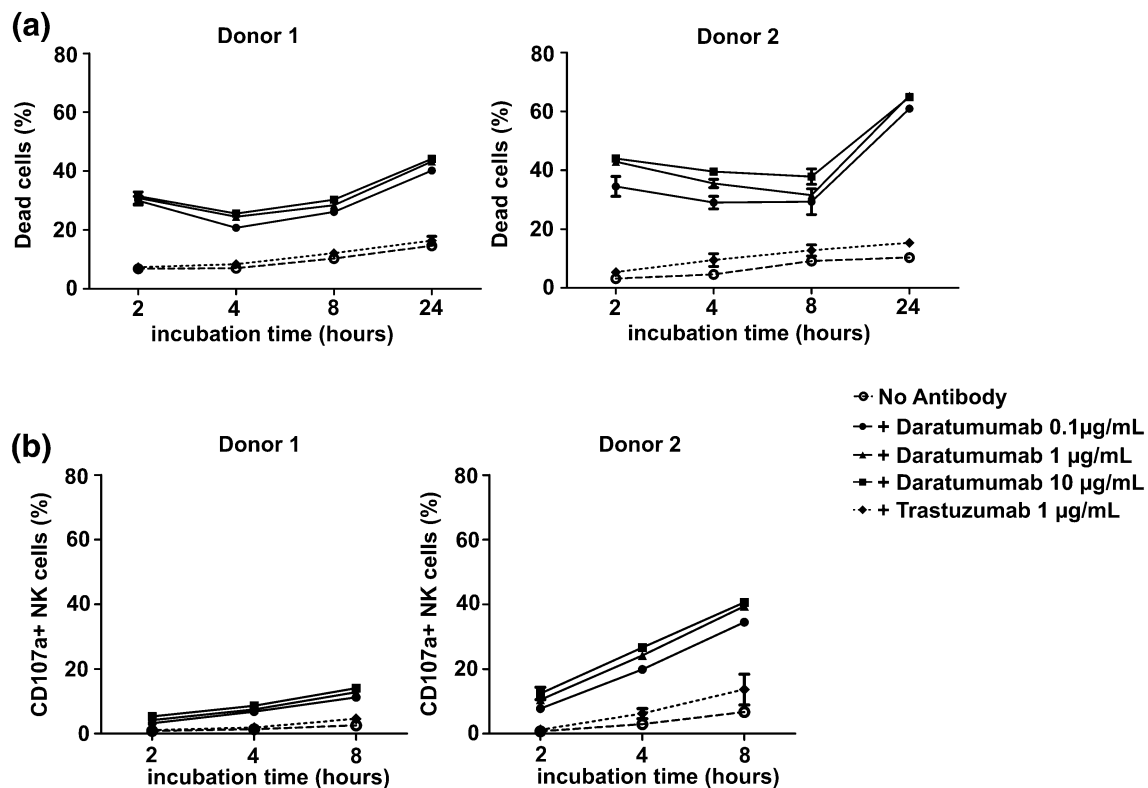 (a)
Donor 1
Donor 2
Dead cells (%)
80
60
40
20
0
2 4 8 24
incubation time (hours)
Dead cells (%)
80
60
40
20
0
2 4 8 24
incubation time (hours)
(b)
Donor 1
Donor 2
CD107a+ NK cells (%)
80
60
40
20
0
2 4 8
incubation time (hours)
CD107a+ NK cells (%)
80
60
40
20
0
2 4 8
incubation time (hours)
No Antibody
+ Daratumumab 0.1µg/mL
+ Daratumumab 1 µg/mL
+ Daratumumab 10 µg/mL
+ Trastuzumab 1 µg/mL